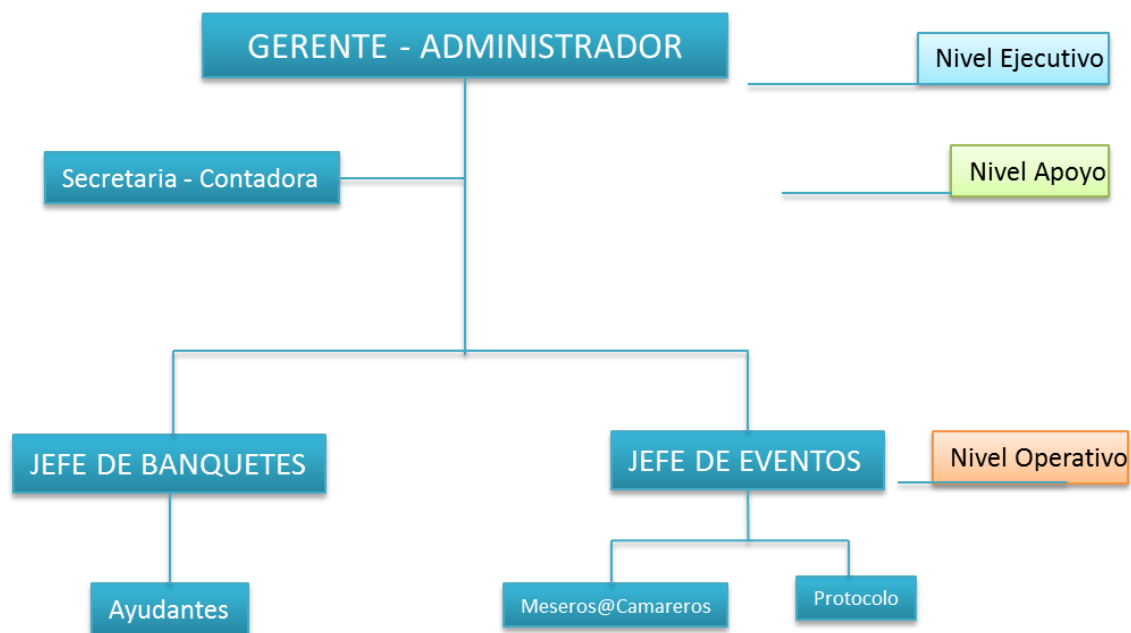 GERENTE - ADMINISTRADOR
Nivel Ejecutivo
Secretaria - Contadora
Nivel Apoyo
JEFE DE BANQUETES
JEFE DE EVENTOS
Nivel Operativo
Ayudantes
Meseros@Camareros
Protocolo